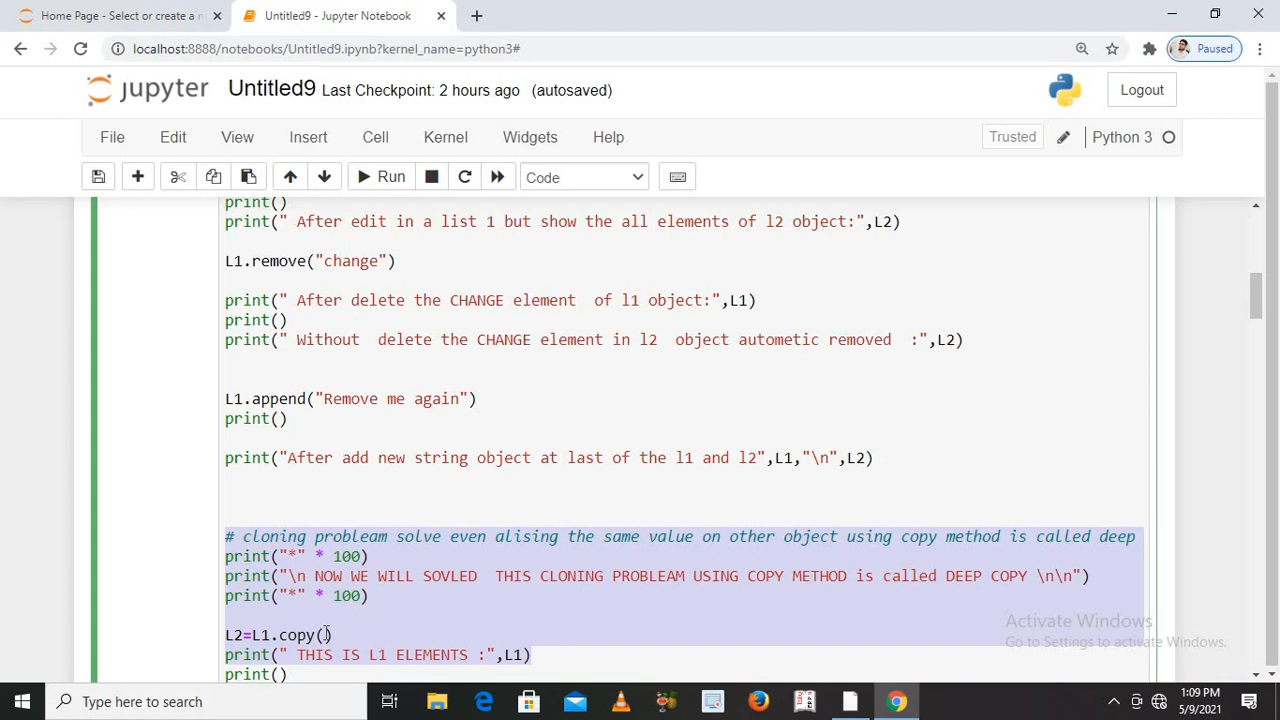 Home Page - Select or create a n
Untitled9 - Jupyter Notebook
localhost:8888/notebooks/Untitled9.ipynb?kernel_name=python3#
Paused
jupyter Untitled9 Last Checkpoint: 2 hours ago (autosaved)
Logout
File Edit View Insert Cell Kernel Widgets Help
Trusted
Python 3
Run
Code
print()
print(" After edit in a list 1 but show the all elements of l2 object:",L2)
L1.remove("change")
print(" After delete the CHANGE element  of l1 object:",L1)
print()
print(" Without  delete the CHANGE element in l2  object autometic removed  :",L2)
L1.append("Remove me again")
print()
print("After add new string object at last of the l1 and l2",L1,"\n",L2)
# cloning probleam solve even alising the same value on other object using copy method is called deep
print("*" * 100)
print("\n NOW WE WILL SOVLED  THIS CLONING PROBLEAM USING COPY METHOD is called DEEP COPY \n\n")
print("*" * 100)
L2=L1.copy()
print(" THIS IS L1 ELEMENTS :",L1)
print()
Activate Windows
Go to Settings to activate Windows.
Type here to search
1:09 PM
5/9/2021